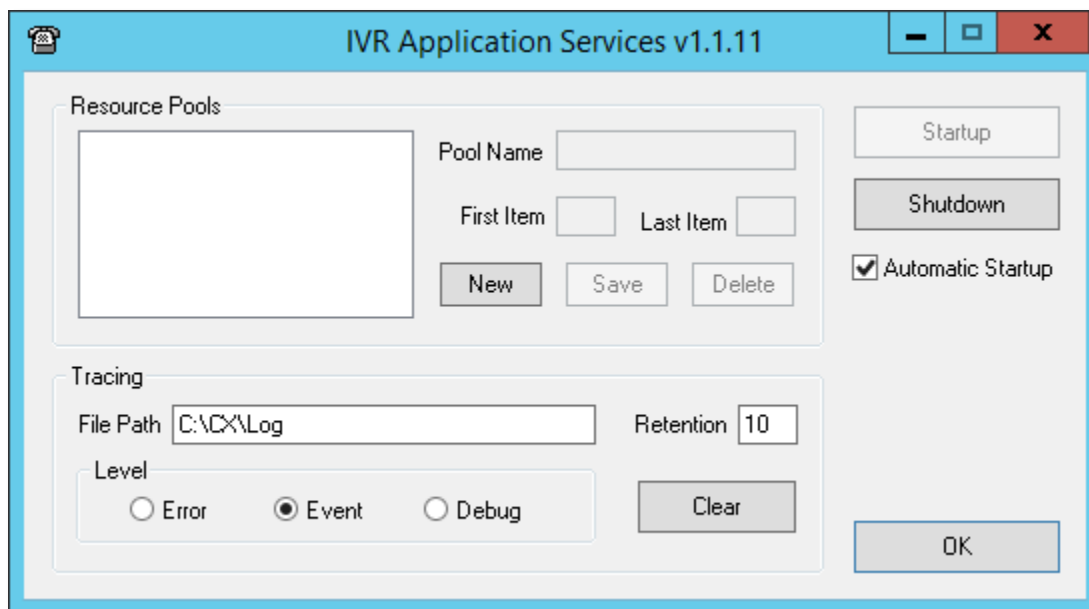 IVR Application Services v1.1.11
Resource Pools
Pool Name
First Item Last Item
New Save Delete
Startup
Shutdown
Automatic Startup
Tracing
File Path C:\CX\Log Retention 10
Level
Error Event Debug
Clear
OK